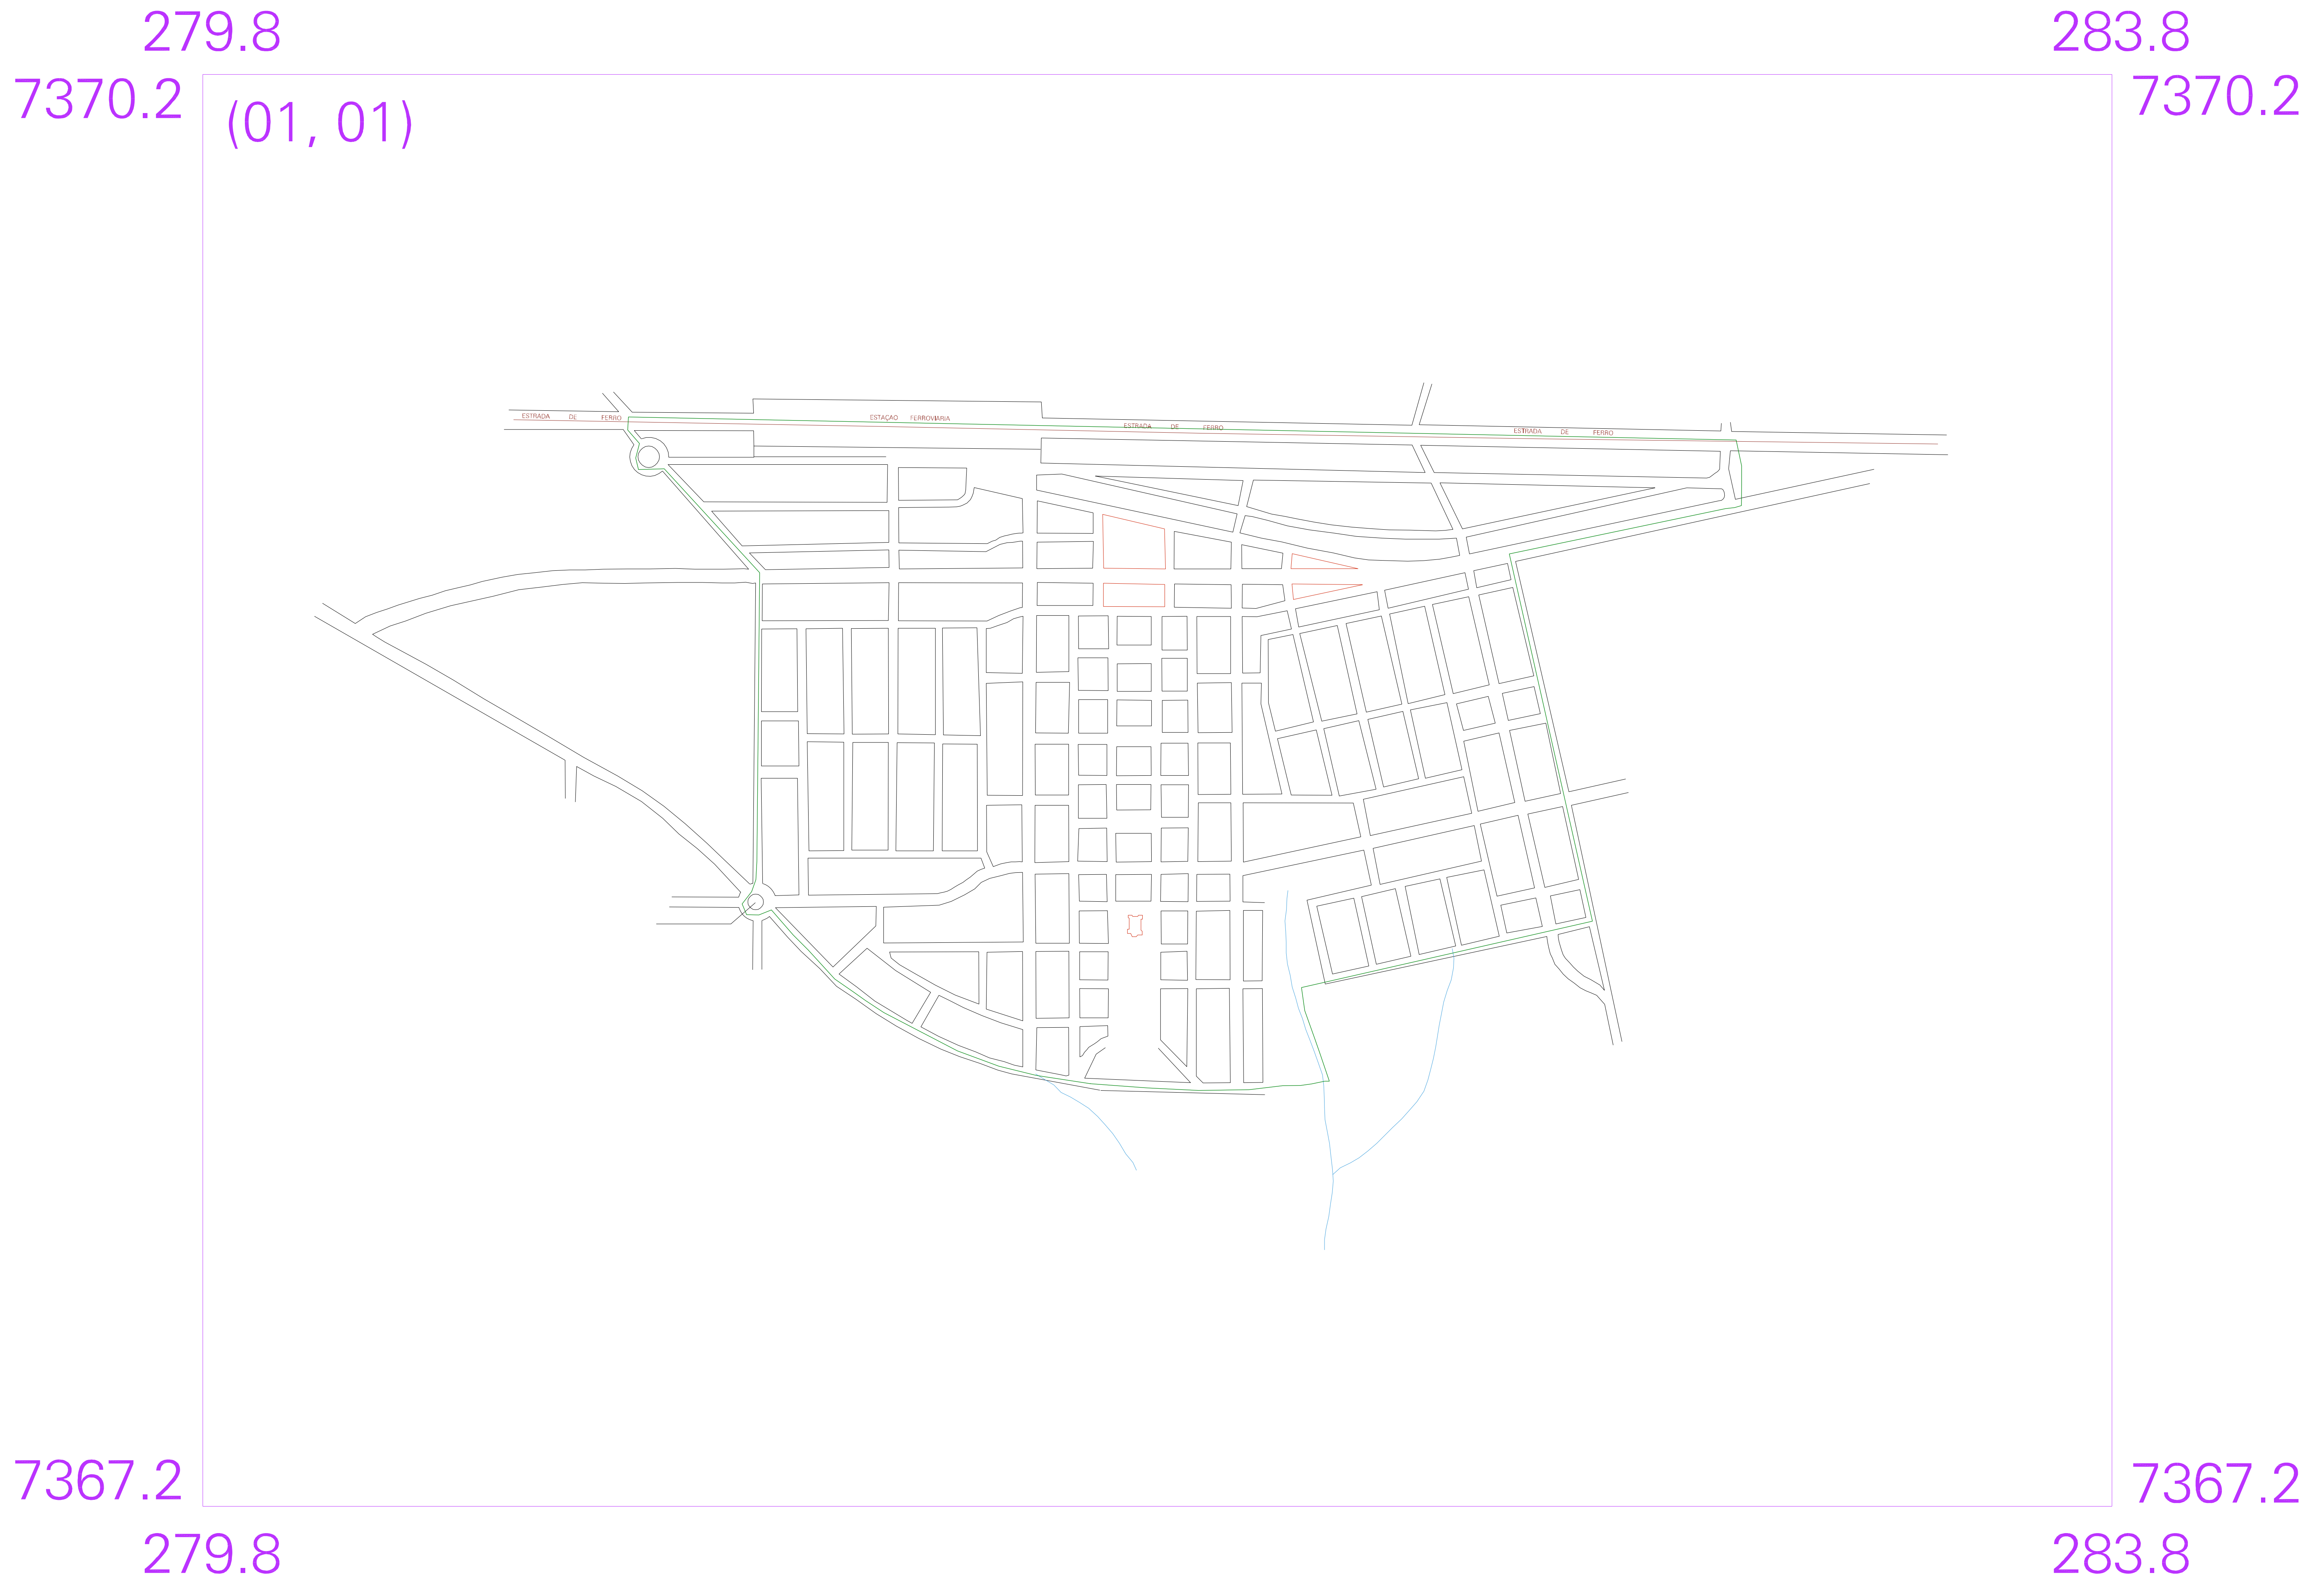 279.8 283.8
7370.2 7370.2
(01, 01)
ESTRADA DE FERRO
ESTAÇAO FERROVIARIA
ESTRADA DE FERRO
ESTRADA DE FERRO
7367.2 7367.2
279.8 283.8